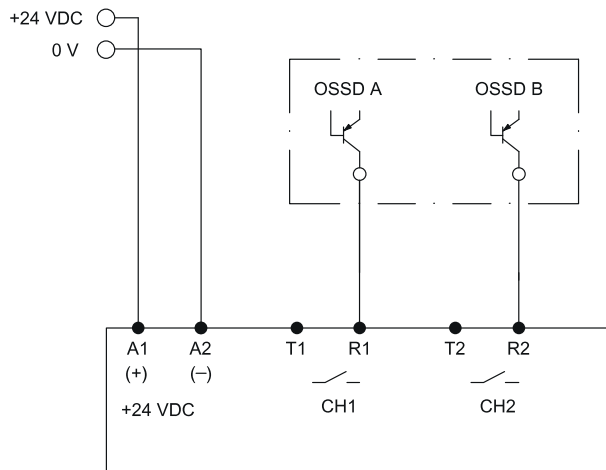 +24 VDC
0 V
OSSD A OSSD B
A1 A2 T1 R1 T2 R2
(+) (–)
CH1 CH2
+24 VDC